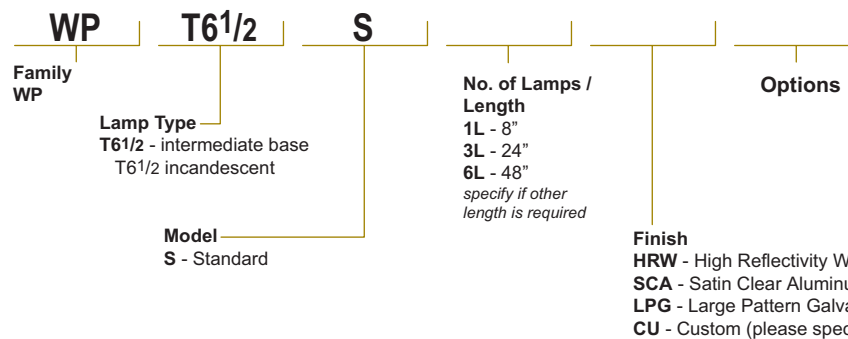 WP T61/2 S
Family
WP
Lamp Type
T61/2 - intermediate base
T61/2 incandescent
Model
S - Standard
No. of Lamps /
Length
1L - 8”
3L - 24”
6L - 48”
specify if other
length is required
Options
Finish
HRW - High Reflectivity
SCA - Satin Clear
LPG - Large Pattern
CU - Custom (please